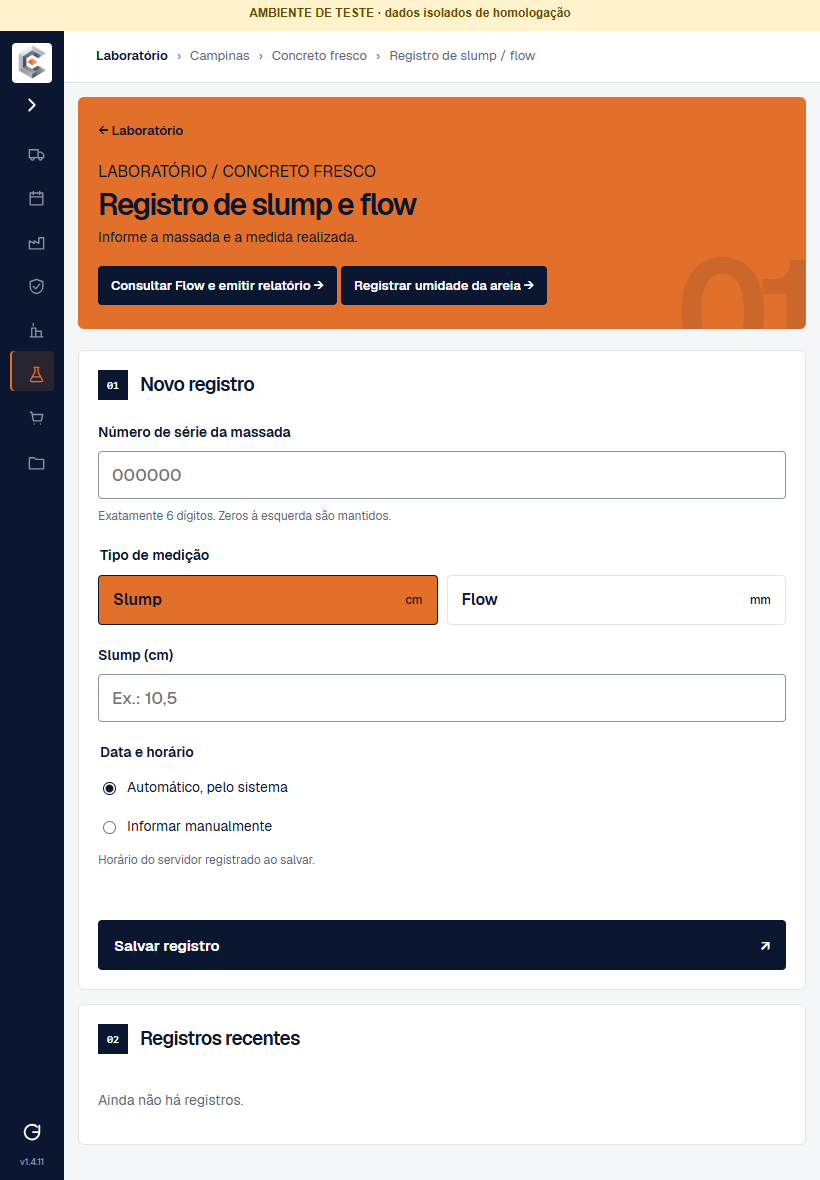 AMBIENTE DE TESTE · dados isolados de homologação
Laboratório › Campinas › Concreto fresco › Registro de slump / flow
← Laboratório
LABORATÓRIO / CONCRETO FRESCO
Registro de slump e flow
Informe a massada e a medida realizada.
Consultar Flow e emitir relatório → Registrar umidade da areia →
01
01 Novo registro
Número de série da massada
000000
Exatamente 6 dígitos. Zeros à esquerda são mantidos.
Tipo de medição
Slump cm Flow mm
Slump (cm)
Ex.: 10,5
Data e horário
Automático, pelo sistema
Informar manualmente
Horário do servidor registrado ao salvar.
Salvar registro
02 Registros recentes
Ainda não há registros.
v1.4.11